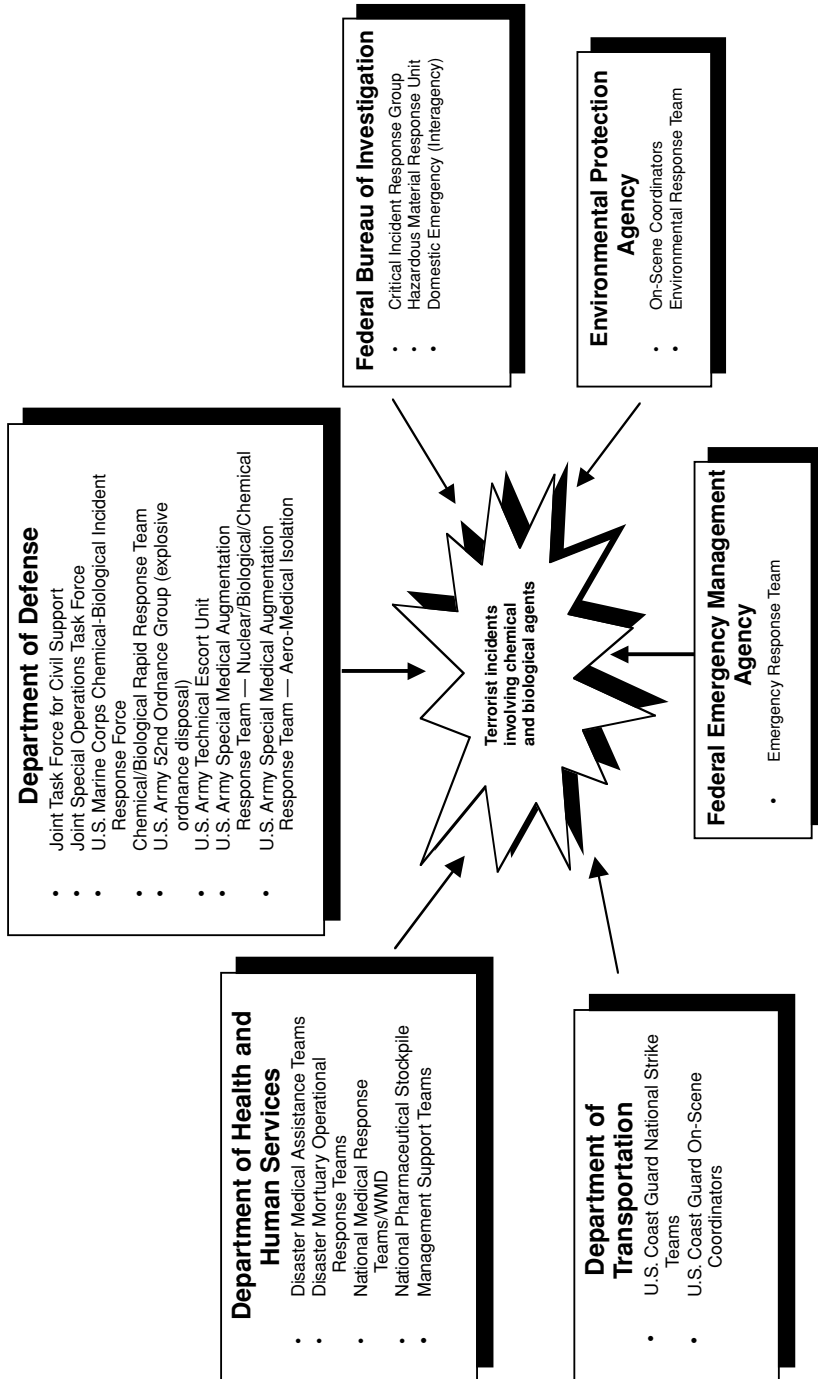 Department of Defense
• Joint Task Force for Civil Support
• Joint Special Operations Task Force
• U.S. Marine Corps Chemical-Biological Incident
Response Force
• Chemical/Biological Rapid Response Team
• U.S. Army 52nd Ordnance Group (explosive
ordnance disposal)
• U.S. Army Technical Escort Unit
• U.S. Army Special Medical Augmentation
Response Team — Nuclear/Biological/Chemical
• U.S. Army Special Medical Augmentation
Response Team — Aero-Medical Isolation
Department of Health and
Human Services
• Disaster Medical Assistance Teams
• Disaster Mortuary Operational
Response Teams
• National Medical Response
Teams/WMD
• National Pharmaceutical Stockpile
• Management Support Teams
Federal Bureau of Investigation
• Critical Incident Response Group
• Hazardous Material Response Unit
• Domestic Emergency (Interagency)
Terrorist incidents
involving chemical
and biological agents
Department of
Transportation
• U.S. Coast Guard National Strike
Teams
• U.S. Coast Guard On-Scene
Coordinators
Environmental Protection
Agency
• On-Scene Coordinators
• Environmental Response Team
Federal Emergency Management
Agency
• Emergency Response Team